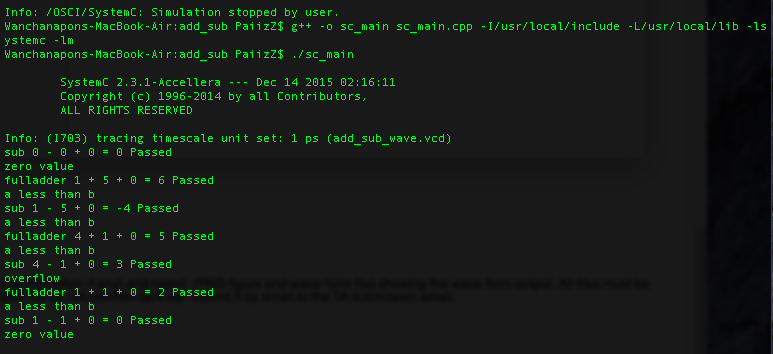 Info: /OSCI/SystemC: Simulation stopped by user.
Wanchanapons-MacBook-Air:add_sub PaiizZ$ g++ -o sc_main sc_main.cpp -I/usr/local/include -L/usr/local/lib -ls
ystemc -lm
Wanchanapons-MacBook-Air:add_sub PaiizZ$ ./sc_main
SystemC 2.3.1-Accellera --- Dec 14 2015 02:16:11
Copyright (c) 1996-2014 by all Contributors,
ALL RIGHTS RESERVED
Info: (I703) tracing timescale unit set: 1 ps (add_sub_wave.vcd)
sub 0 - 0 + 0 = 0 Passed
zero value
fulladder 1 + 5 + 0 = 6 Passed
a less than b
sub 1 - 5 + 0 = -4 Passed
a less than b
fulladder 4 + 1 + 0 = 5 Passed
a less than b
sub 4 - 1 + 0 = 3 Passed
overflow
fulladder 1 + 1 + 0 = 2 Passed
a less than b
sub 1 - 1 + 0 = 0 Passed
zero value